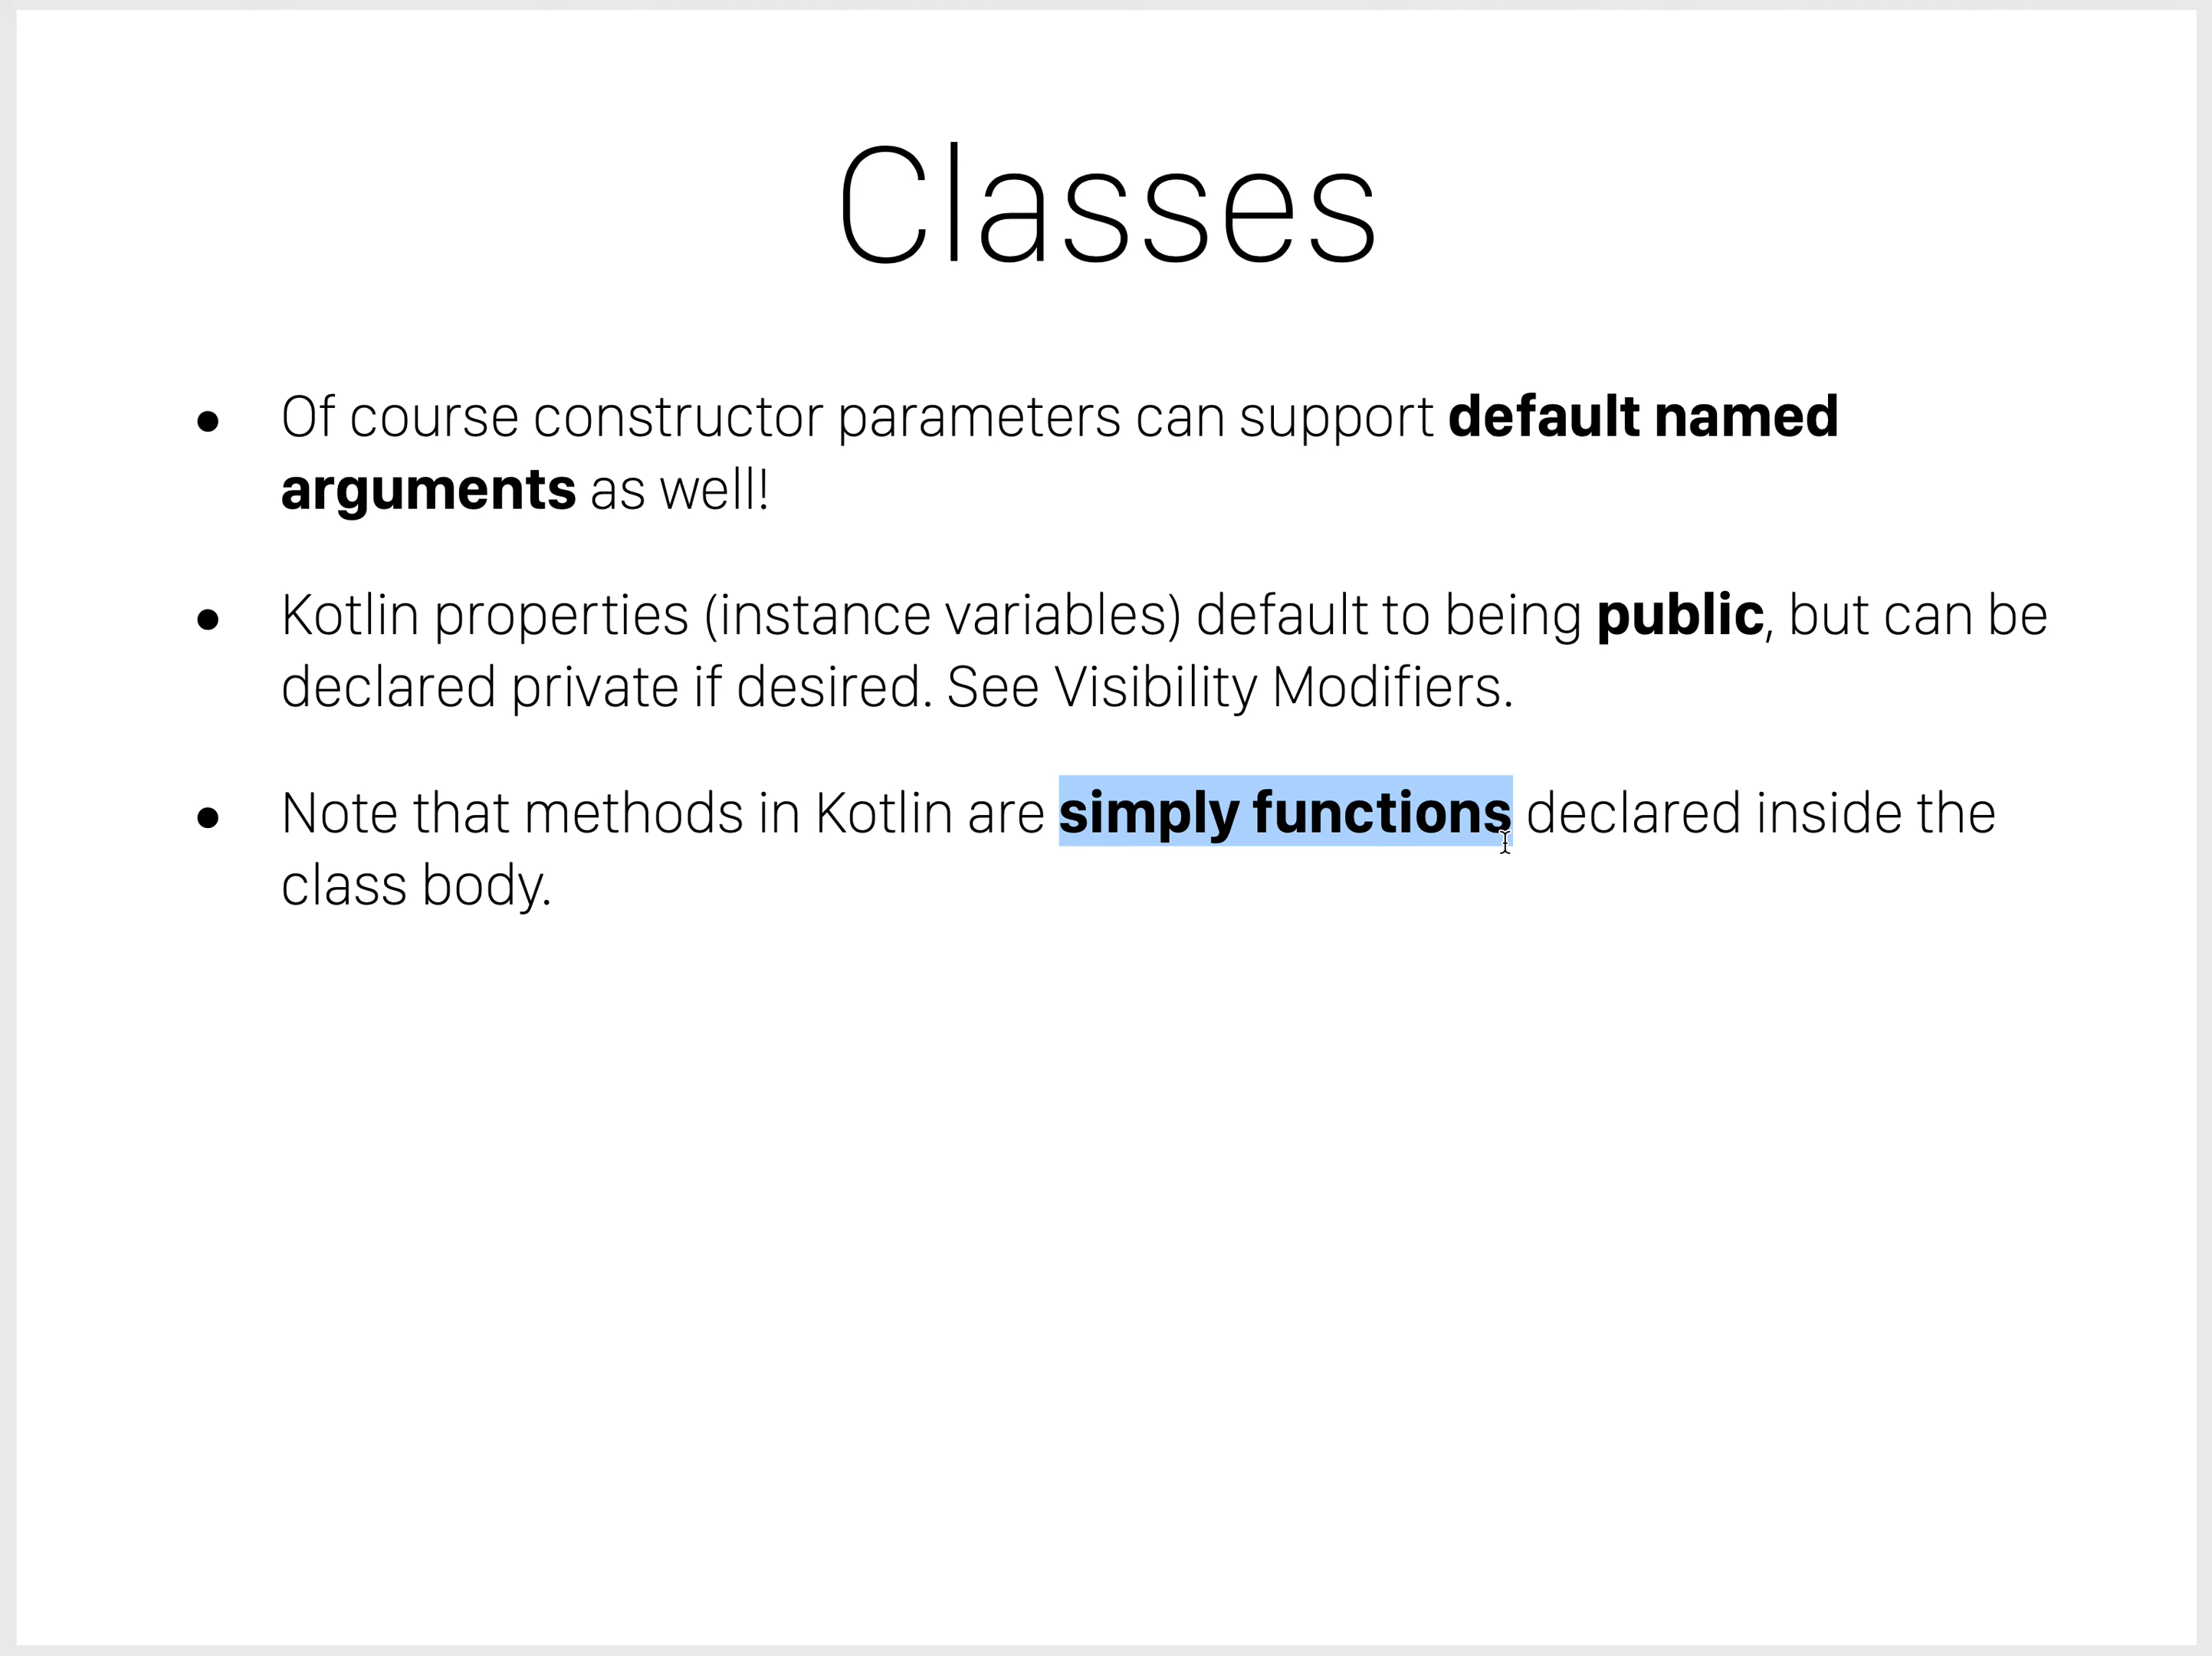 Classes
• Of course constructor parameters can support default named
arguments as well!
• Kotlin properties (instance variables) default to being public, but can be
declared private if desired. See Visibility Modifiers.
• Note that methods in Kotlin are simply functions declared inside the
class body.